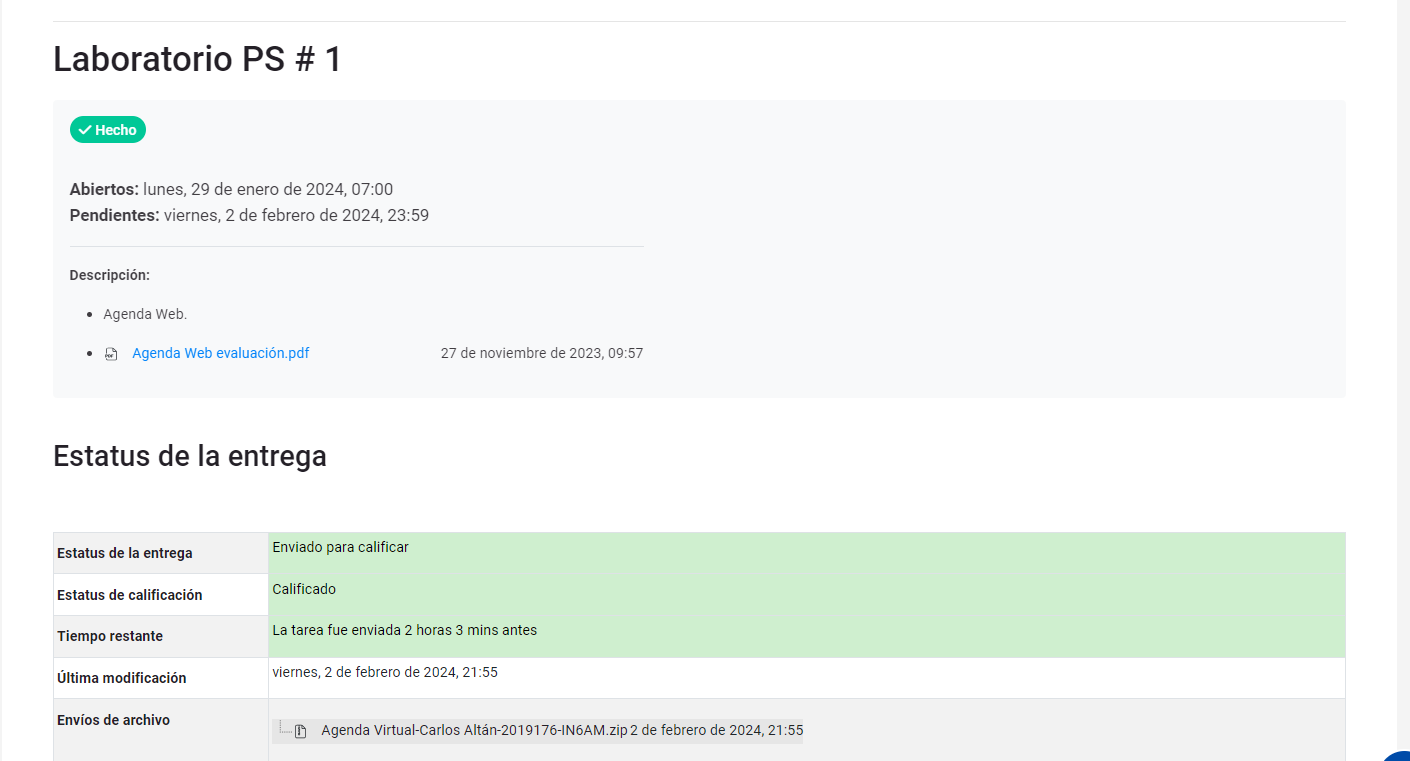 Laboratorio PS # 1
Hecho
Abiertos: lunes, 29 de enero de 2024, 07:00
Pendientes: viernes, 2 de febrero de 2024, 23:59
Descripción:
Agenda Web.
Agenda Web evaluación.pdf 27 de noviembre de 2023, 09:57
Estatus de la entrega
Estatus de la entrega Enviado para calificar
Estatus de calificación Calificado
Tiempo restante La tarea fue enviada 2 horas 3 mins antes
Última modificación viernes, 2 de febrero de 2024, 21:55
Envíos de archivo
Agenda Virtual-Carlos Altán-2019176-IN6AM.zip 2 de febrero de 2024, 21:55